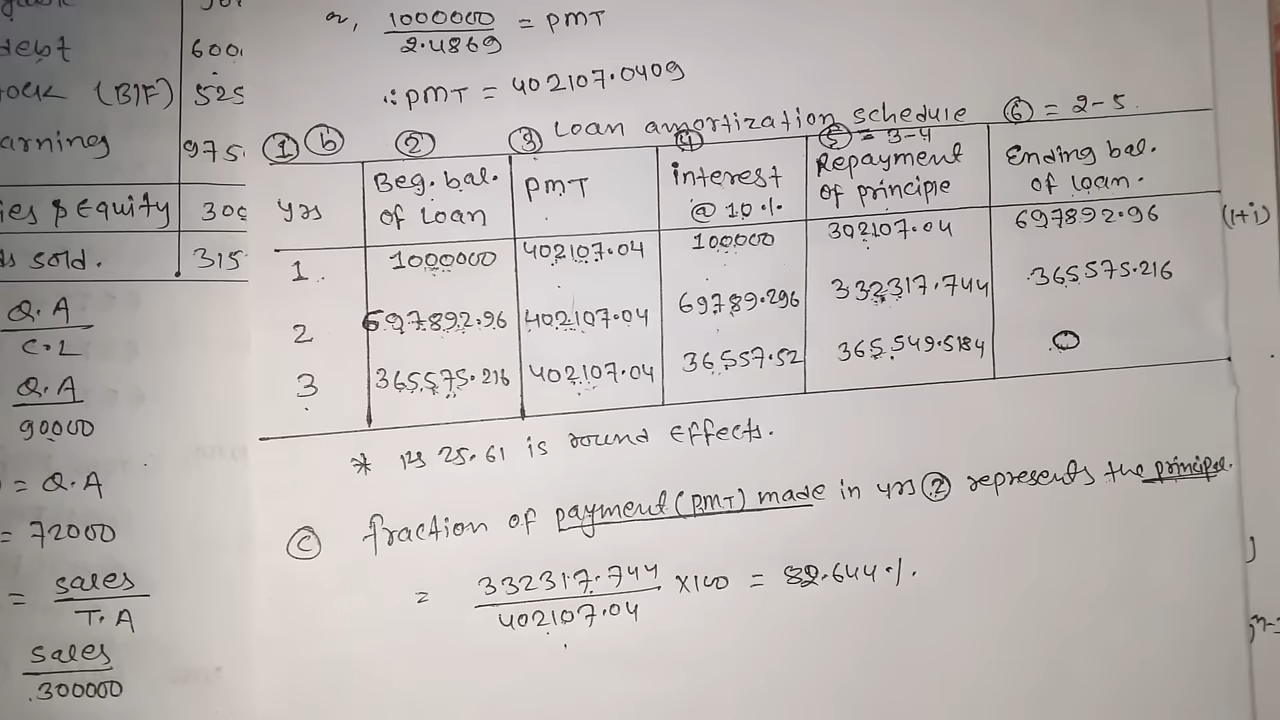 debt 600
ock (BIF) 525
arning 975
ies & Equity 300
ds sold. 315
Q.A
C.L
Q.A
90000
= Q.A
= 72000
= sales
T.A
sales
.300000
or, 1000000 = PMT
2.4869
∴ PMT = 402107.0409
① ⓑ ② ③ Loan amortization schedule ⑥ = 2-5.
④ ⑤ = 3-4
yrs Beg. bal. of Loan PMT interest @ 10% Repayment of principle Ending bal. of loan.
1. 1000000 402107.04 100000 302107.04 697892.96
2 697892.96 402107.04 69789.296 332317.744 365575.216
3 365575.216 402107.04 36557.52 365549.5184 0
* Rs 25.61 is round effects.
ⓒ fraction of payment (PMT) made in yrs ② represents the principal.
= 332317.744 × 100 = 82.644%.
402107.04
(1+i)